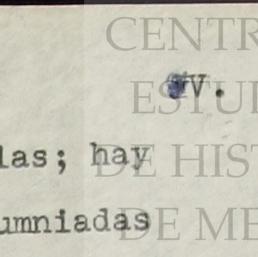 v.
las; hay
umniadas
CENTR
ESTU
DE HIST
DE ME